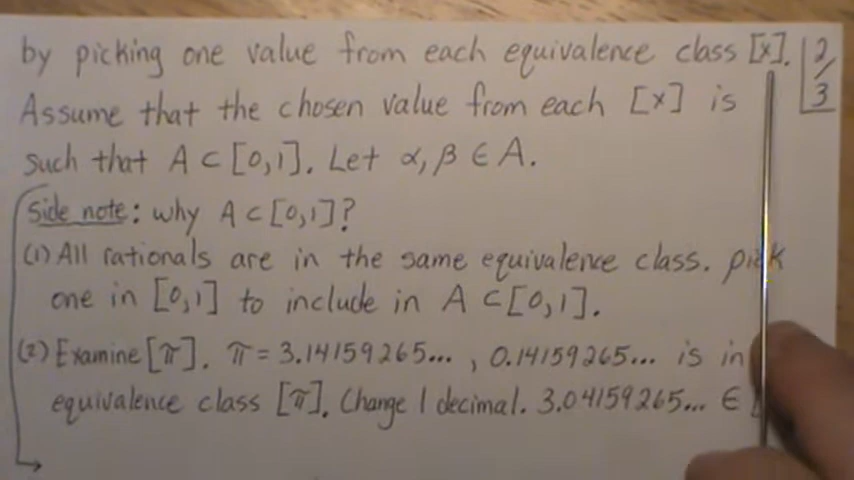 by picking one value from each equivalence class [x]. 2/3
Assume that the chosen value from each [x] is
such that A ⊂ [0,1]. Let α, β ∈ A.
Side note: why A ⊂ [0,1]?
(1) All rationals are in the same equivalence class. pick
one in [0,1] to include in A ⊂ [0,1].
(2) Examine [π]. π = 3.14159265... , 0.14159265... is in
equivalence class [π]. Change 1 decimal. 3.04159265... ∈